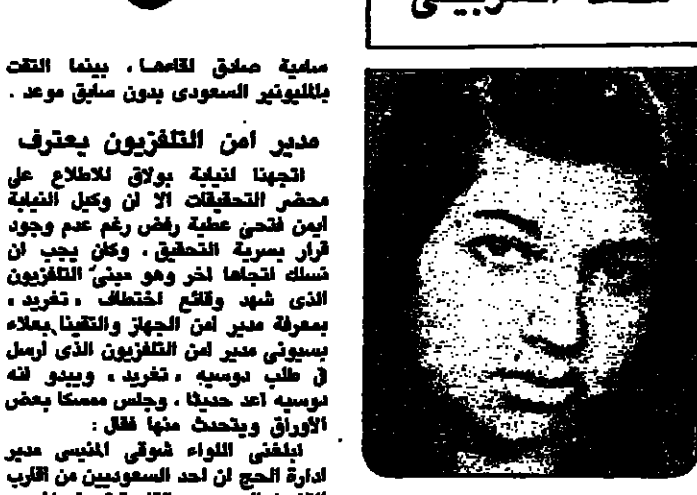 سامية صادق لقاءها ، بينما التقت
بالمليونير السعودى بدون سابق موعد .
مدير امن التلفزيون يعترف
اتجهنا لنيابة بولاق للاطلاع على
محضر التحقيقات الا ان وكيل النيابة
ايمن فتحى عطية رفض رغم عدم وجود
قرار بسرية التحقيق . وكان يجب ان
نسلك اتجاها اخر وهو مبنى التلفزيون
الذى شهد وقائع اختطاف « تغريد »
بمعرفة مدير امن الجهاز والتقينا بعلاء
بسيونى مدير امن التلفزيون الذى ارسل
فى طلب دوسيه « تغريد » ويبدو انه
دوسيه اعد حديثا . وجلس ممسكا بعض
الأوراق ويتحدث منها فقال :
ابلغنى اللواء شوقى المنيسى مدير
ادارة الحج ان احد السعوديين من اقارب